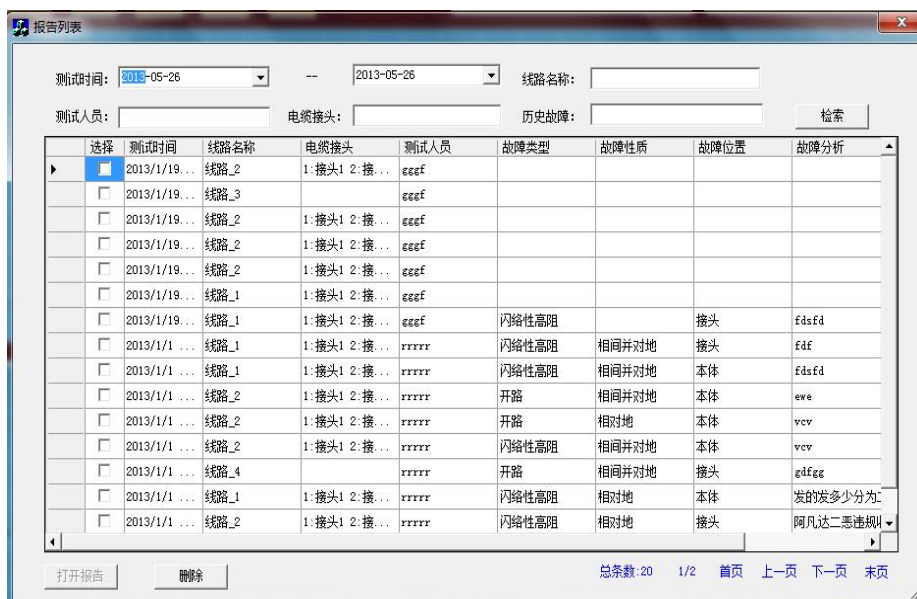 报告列表
测试时间: 2013-05-26 -- 2013-05-26 线路名称:
测试人员: 电缆接头: 历史故障: 检索
选择 测试时间 线路名称 电缆接头 测试人员 故障类型 故障性质 故障位置 故障分析
2013/1/19... 线路_2 1:接头1 2:接... gggf
2013/1/19... 线路_3 gggf
2013/1/19... 线路_2 1:接头1 2:接... gggf
2013/1/19... 线路_2 1:接头1 2:接... gggf
2013/1/19... 线路_2 1:接头1 2:接... gggf
2013/1/19... 线路_1 1:接头1 2:接... gggf
2013/1/19... 线路_1 1:接头1 2:接... gggf 闪络性高阻 接头 fdsfd
2013/1/1 ... 线路_1 1:接头1 2:接... rrrrr 闪络性高阻 相间并对地 接头 fdf
2013/1/1 ... 线路_1 1:接头1 2:接... rrrrr 闪络性高阻 相间并对地 本体 fdsfd
2013/1/1 ... 线路_2 1:接头1 2:接... rrrrr 开路 相间并对地 本体 ewe
2013/1/1 ... 线路_2 1:接头1 2:接... rrrrr 开路 相对地 本体 vcv
2013/1/1 ... 线路_2 1:接头1 2:接... rrrrr 闪络性高阻 相间并对地 本体 vcv
2013/1/1 ... 线路_4 rrrrr 开路 相间并对地 接头 gdfgg
2013/1/1 ... 线路_1 1:接头1 2:接... rrrrr 闪络性高阻 相对地 本体 发的发多少分为
2013/1/1 ... 线路_2 1:接头1 2:接... rrrrr 闪络性高阻 相对地 接头 阿凡达二恶违规
打开报告 删除 总条数:20 1/2 首页 上一页 下一页 末页